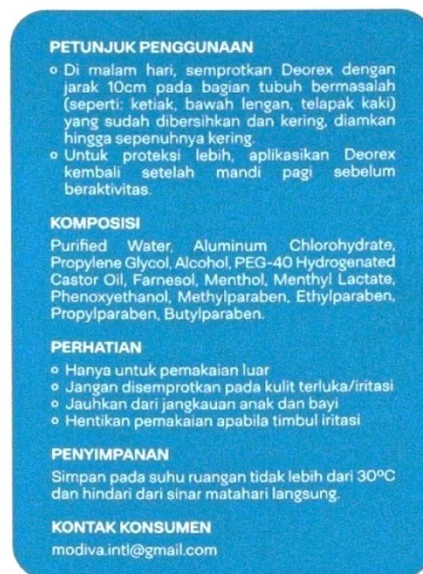 PETUNJUK PENGGUNAAN
Di malam hari, semprotkan Deorex dengan
jarak 10cm pada bagian tubuh bermasalah
(seperti: ketiak, bawah lengan, telapak kaki)
yang sudah dibersihkan dan kering, diamkan
hingga sepenuhnya kering.
Untuk proteksi lebih, aplikasikan Deorex
kembali setelah mandi pagi sebelum
beraktivitas.
KOMPOSISI
Purified Water, Aluminum Chlorohydrate,
Propylene Glycol, Alcohol, PEG-40 Hydrogenated
Castor Oil, Farnesol, Menthol, Menthyl Lactate,
Phenoxyethanol, Methylparaben, Ethylparaben,
Propylparaben, Butylparaben.
PERHATIAN
Hanya untuk pemakaian luar
Jangan disemprotkan pada kulit terluka/iritasi
Jauhkan dari jangkauan anak dan bayi
Hentikan pemakaian apabila timbul iritasi
PENYIMPANAN
Simpan pada suhu ruangan tidak lebih dari 30ºC
dan hindari dari sinar matahari langsung.
KONTAK KONSUMEN
modiva.intl@gmail.com